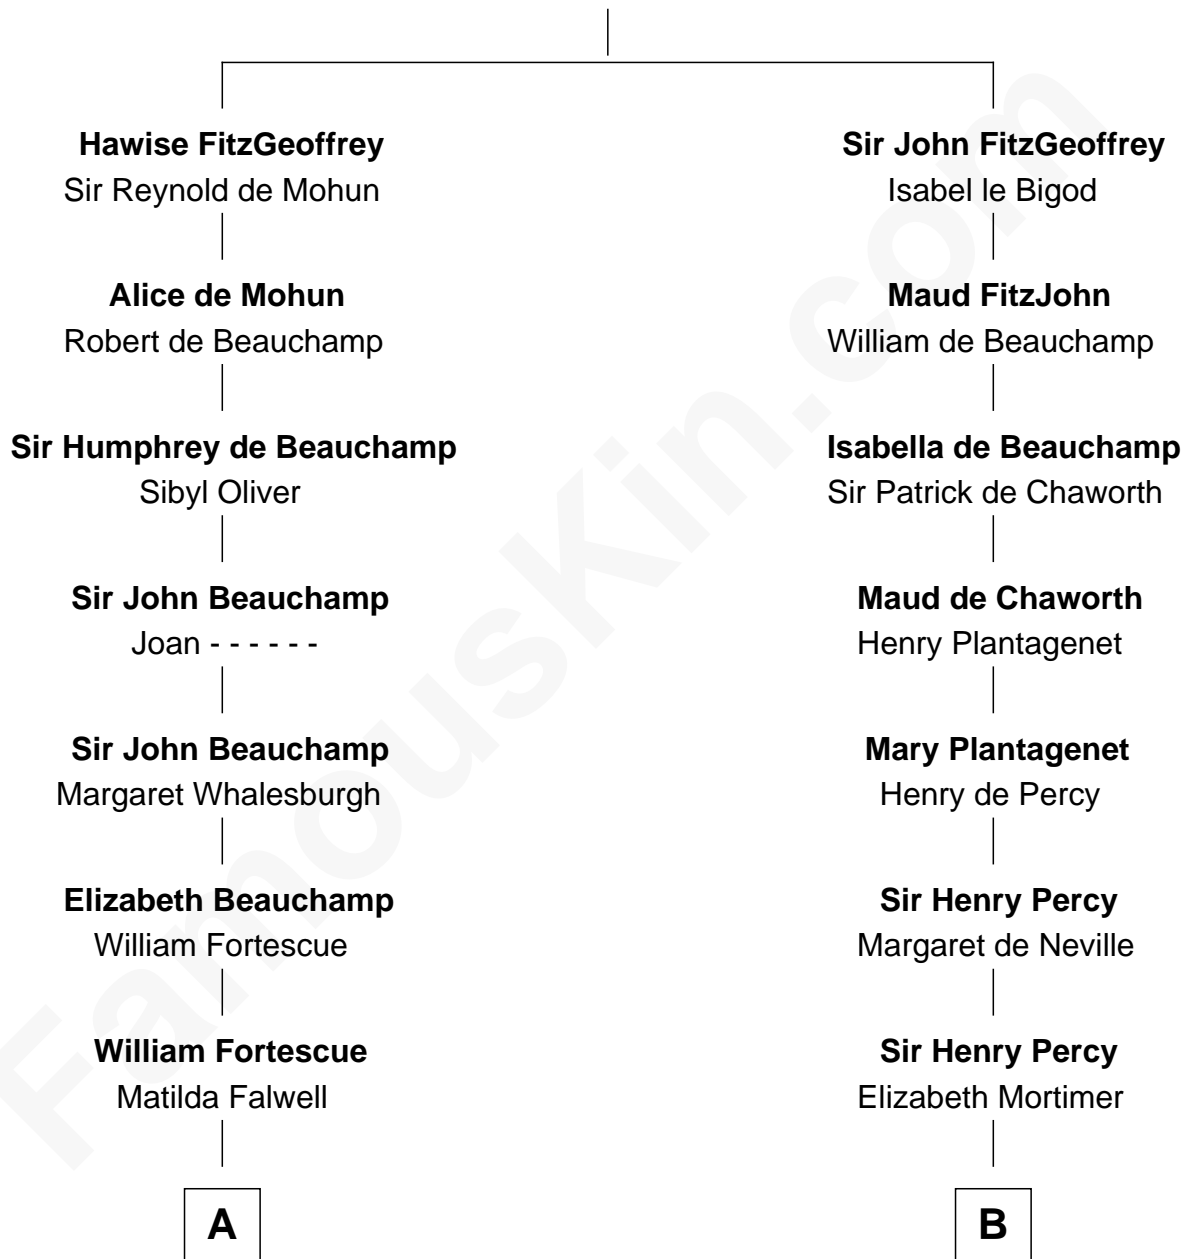 Hawise FitzGeoffrey
Sir Reynold de Mohun
Alice de Mohun
Robert de Beauchamp
Sir Humphrey de Beauchamp
Sibyl Oliver
Sir John Beauchamp
Joan - - - - - -
Sir John Beauchamp
Margaret Whalesburgh
Elizabeth Beauchamp
William Fortescue
William Fortescue
Matilda Falwell
A
Sir John FitzGeoffrey
Isabel le Bigod
Maud FitzJohn
William de Beauchamp
Isabella de Beauchamp
Sir Patrick de Chaworth
Maud de Chaworth
Henry Plantagenet
Mary Plantagenet
Henry de Percy
Sir Henry Percy
Margaret de Neville
Sir Henry Percy
Elizabeth Mortimer
B
FamousKin.com